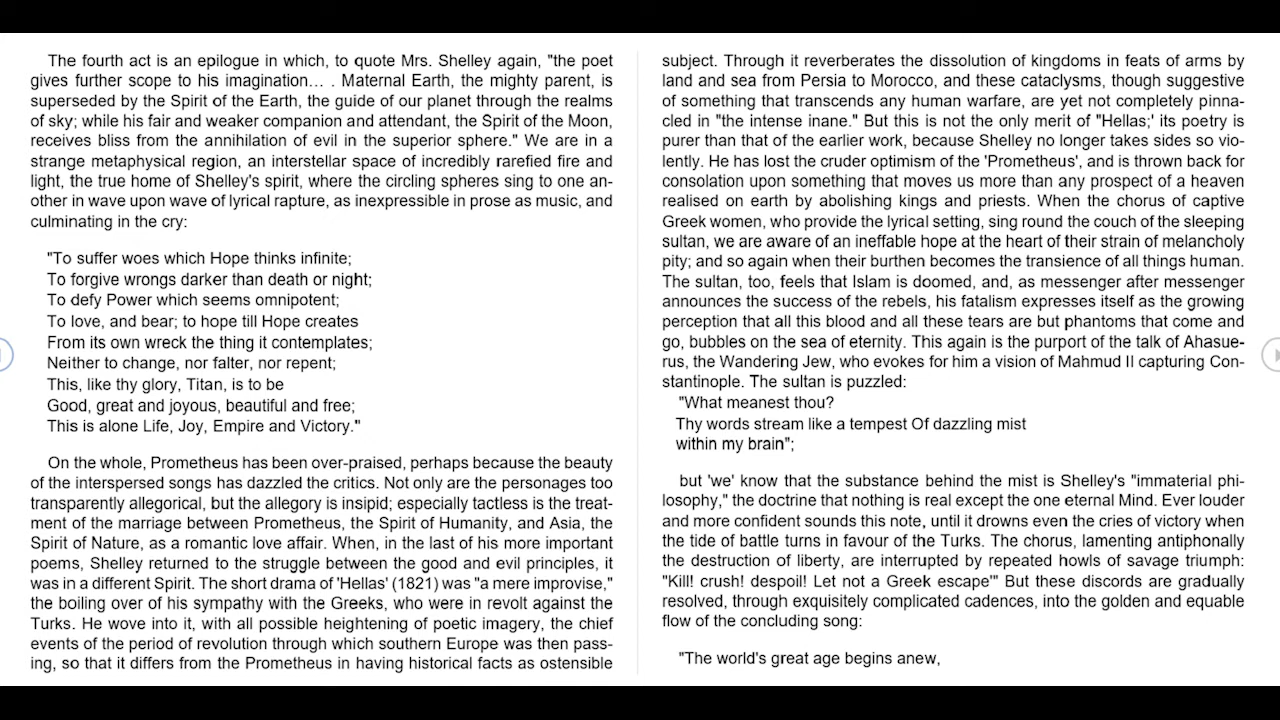 The fourth act is an epilogue in which, to quote Mrs. Shelley again, "the poet
gives further scope to his imagination... . Maternal Earth, the mighty parent, is
superseded by the Spirit of the Earth, the guide of our planet through the realms
of sky; while his fair and weaker companion and attendant, the Spirit of the Moon,
receives bliss from the annihilation of evil in the superior sphere." We are in a
strange metaphysical region, an interstellar space of incredibly rarefied fire and
light, the true home of Shelley's spirit, where the circling spheres sing to one an-
other in wave upon wave of lyrical rapture, as inexpressible in prose as music, and
culminating in the cry:
"To suffer woes which Hope thinks infinite;
To forgive wrongs darker than death or night;
To defy Power which seems omnipotent;
To love, and bear; to hope till Hope creates
From its own wreck the thing it contemplates;
Neither to change, nor falter, nor repent;
This, like thy glory, Titan, is to be
Good, great and joyous, beautiful and free;
This is alone Life, Joy, Empire and Victory."
On the whole, Prometheus has been over-praised, perhaps because the beauty
of the interspersed songs has dazzled the critics. Not only are the personages too
transparently allegorical, but the allegory is insipid; especially tactless is the treat-
ment of the marriage between Prometheus, the Spirit of Humanity, and Asia, the
Spirit of Nature, as a romantic love affair. When, in the last of his more important
poems, Shelley returned to the struggle between the good and evil principles, it
was in a different Spirit. The short drama of 'Hellas' (1821) was "a mere improvise,"
the boiling over of his sympathy with the Greeks, who were in revolt against the
Turks. He wove into it, with all possible heightening of poetic imagery, the chief
events of the period of revolution through which southern Europe was then pass-
ing, so that it differs from the Prometheus in having historical facts as ostensible
subject. Through it reverberates the dissolution of kingdoms in feats of arms by
land and sea from Persia to Morocco, and these cataclysms, though suggestive
of something that transcends any human warfare, are yet not completely pinna-
cled in "the intense inane." But this is not the only merit of "Hellas;' its poetry is
purer than that of the earlier work, because Shelley no longer takes sides so vio-
lently. He has lost the cruder optimism of the 'Prometheus', and is thrown back for
consolation upon something that moves us more than any prospect of a heaven
realised on earth by abolishing kings and priests. When the chorus of captive
Greek women, who provide the lyrical setting, sing round the couch of the sleeping
sultan, we are aware of an ineffable hope at the heart of their strain of melancholy
pity; and so again when their burthen becomes the transience of all things human.
The sultan, too, feels that Islam is doomed, and, as messenger after messenger
announces the success of the rebels, his fatalism expresses itself as the growing
perception that all this blood and all these tears are but phantoms that come and
go, bubbles on the sea of eternity. This again is the purport of the talk of Ahasue-
rus, the Wandering Jew, who evokes for him a vision of Mahmud II capturing Con-
stantinople. The sultan is puzzled:
"What meanest thou?
Thy words stream like a tempest Of dazzling mist
within my brain";
but 'we' know that the substance behind the mist is Shelley's "immaterial phi-
losophy," the doctrine that nothing is real except the one eternal Mind. Ever louder
and more confident sounds this note, until it drowns even the cries of victory when
the tide of battle turns in favour of the Turks. The chorus, lamenting antiphonally
the destruction of liberty, are interrupted by repeated howls of savage triumph:
"Kill! crush! despoil! Let not a Greek escape'" But these discords are gradually
resolved, through exquisitely complicated cadences, into the golden and equable
flow of the concluding song:
"The world's great age begins anew,